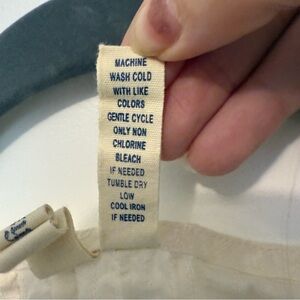 MACHINE
WASH COLD
WITH LIKE
COLORS
GENTLE CYCLE
ONLY NON
CHLORINE
BLEACH
IF NEEDED
TUMBLE DRY
LOW
COOL IRON
IF NEEDED